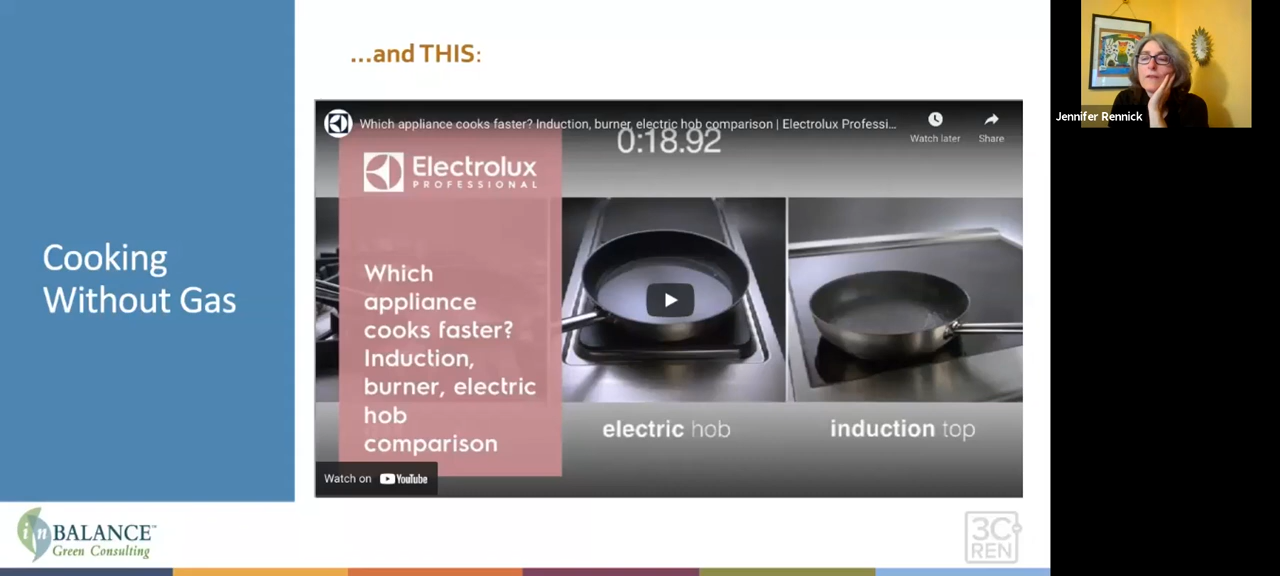 ...and THIS:
Cooking
Without Gas
Which appliance cooks faster? Induction, burner, electric hob comparison | Electrolux Professi...
Watch later
Share
0:18.92
Electrolux
PROFESSIONAL
Which
appliance
cooks faster?
Induction,
burner, electric
hob
comparison
electric hob
induction top
Watch on YouTube
in BALANCE™
Green Consulting
3C
REN
Jennifer Rennick